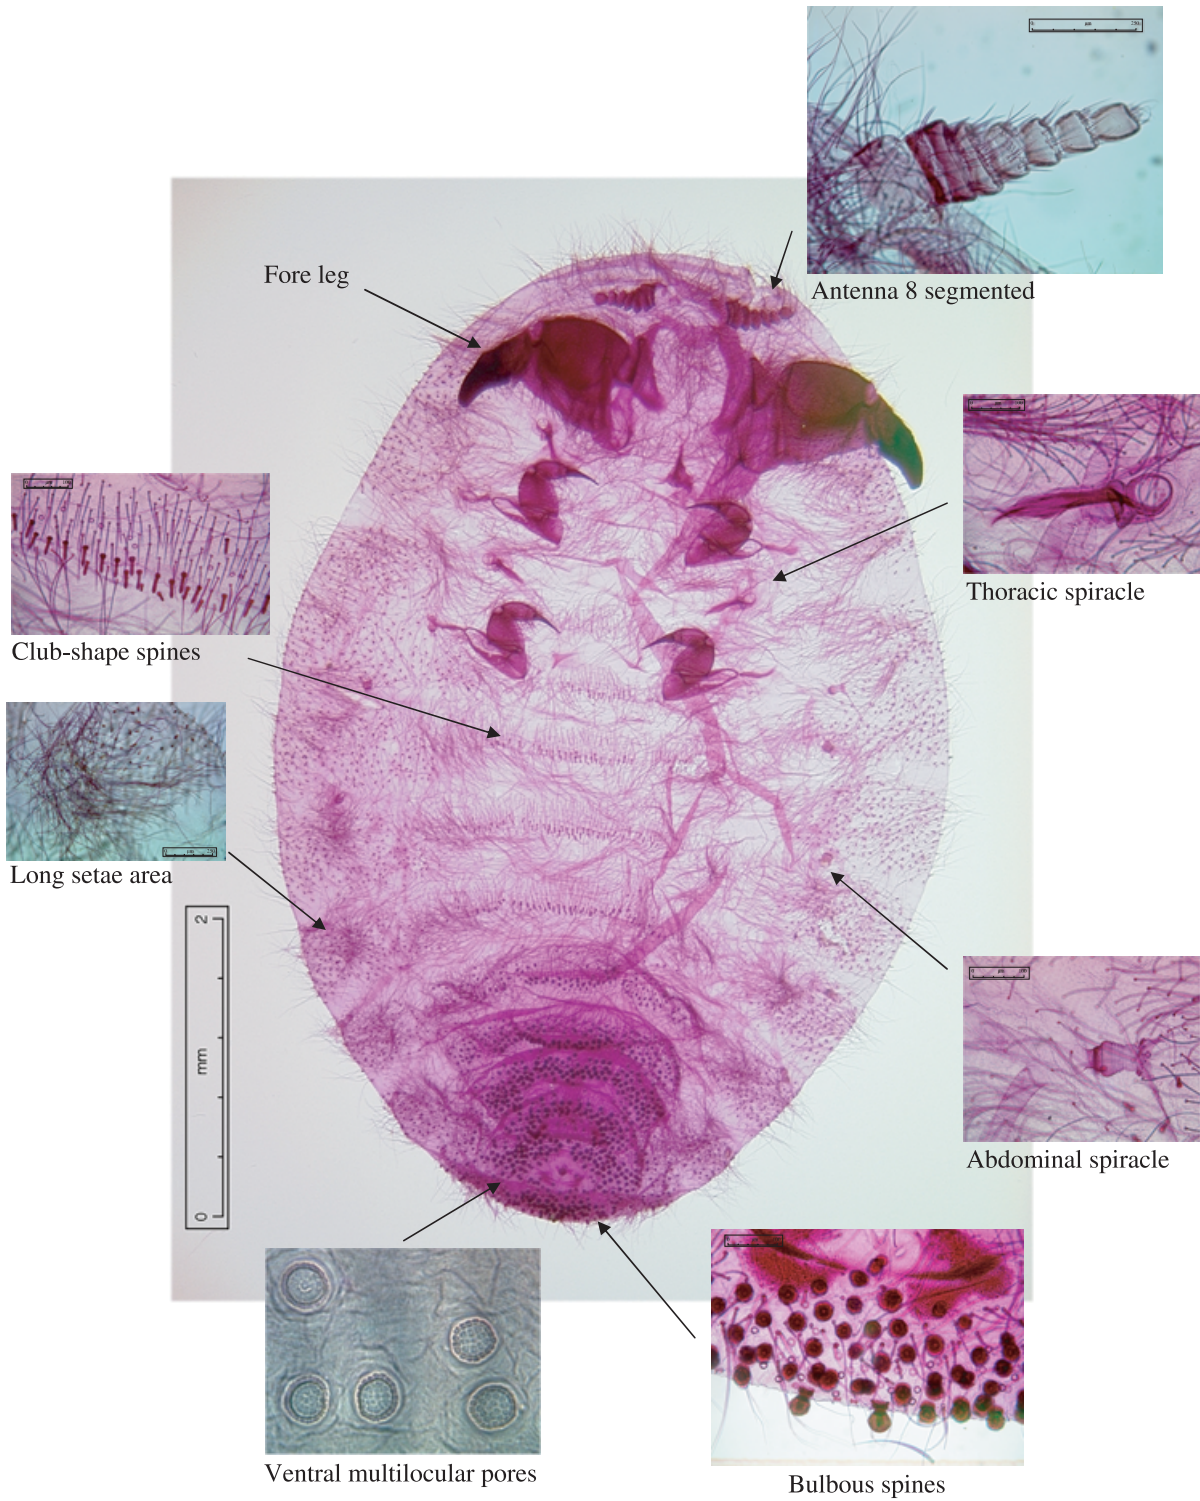 Antenna 8 segmented
Fore leg
Thoracic spiracle
Club-shape spines
Long setae area
2
mm
0
Abdominal spiracle
Ventral multilocular pores
Bulbous spines